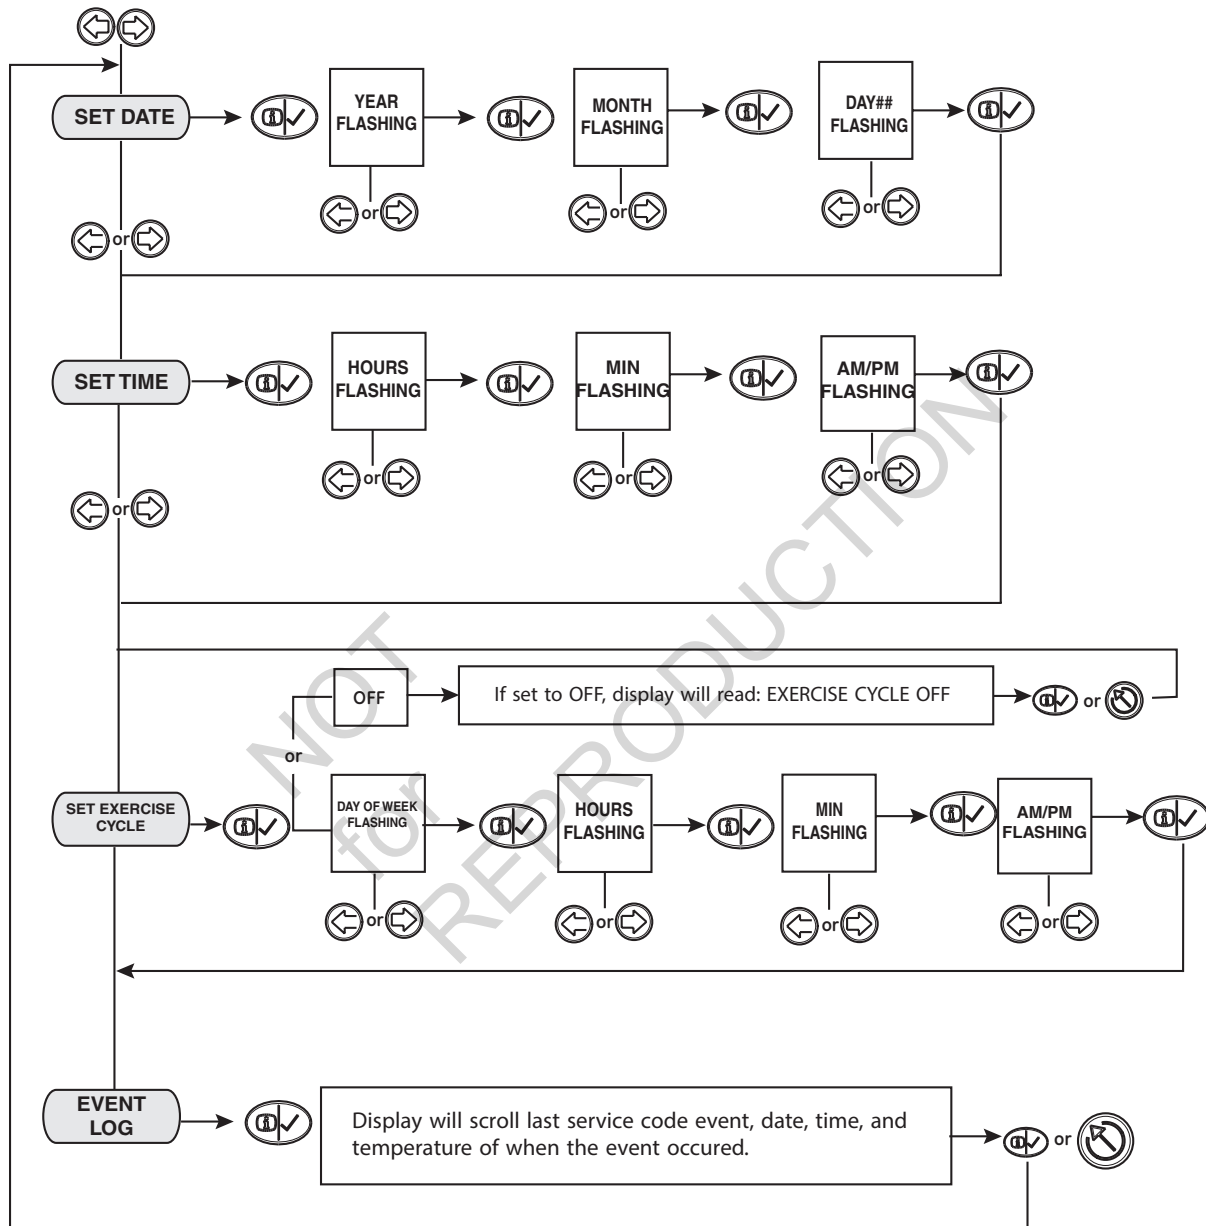 SET DATE
YEAR
FLASHING
MONTH
FLASHING
DAY##
FLASHING
or
or
or
or
SET TIME
HOURS
FLASHING
MIN
FLASHING
AM/PM
FLASHING
or
or
or
or
OFF
If set to OFF, display will read: EXERCISE CYCLE OFF
or
or
SET EXERCISE
CYCLE
DAY OF WEEK
FLASHING
HOURS
FLASHING
MIN
FLASHING
AM/PM
FLASHING
or
or
or
or
EVENT
LOG
Display will scroll last service code event, date, time, and
temperature of when the event occured.
or
NOT
for
REPRODUCTION